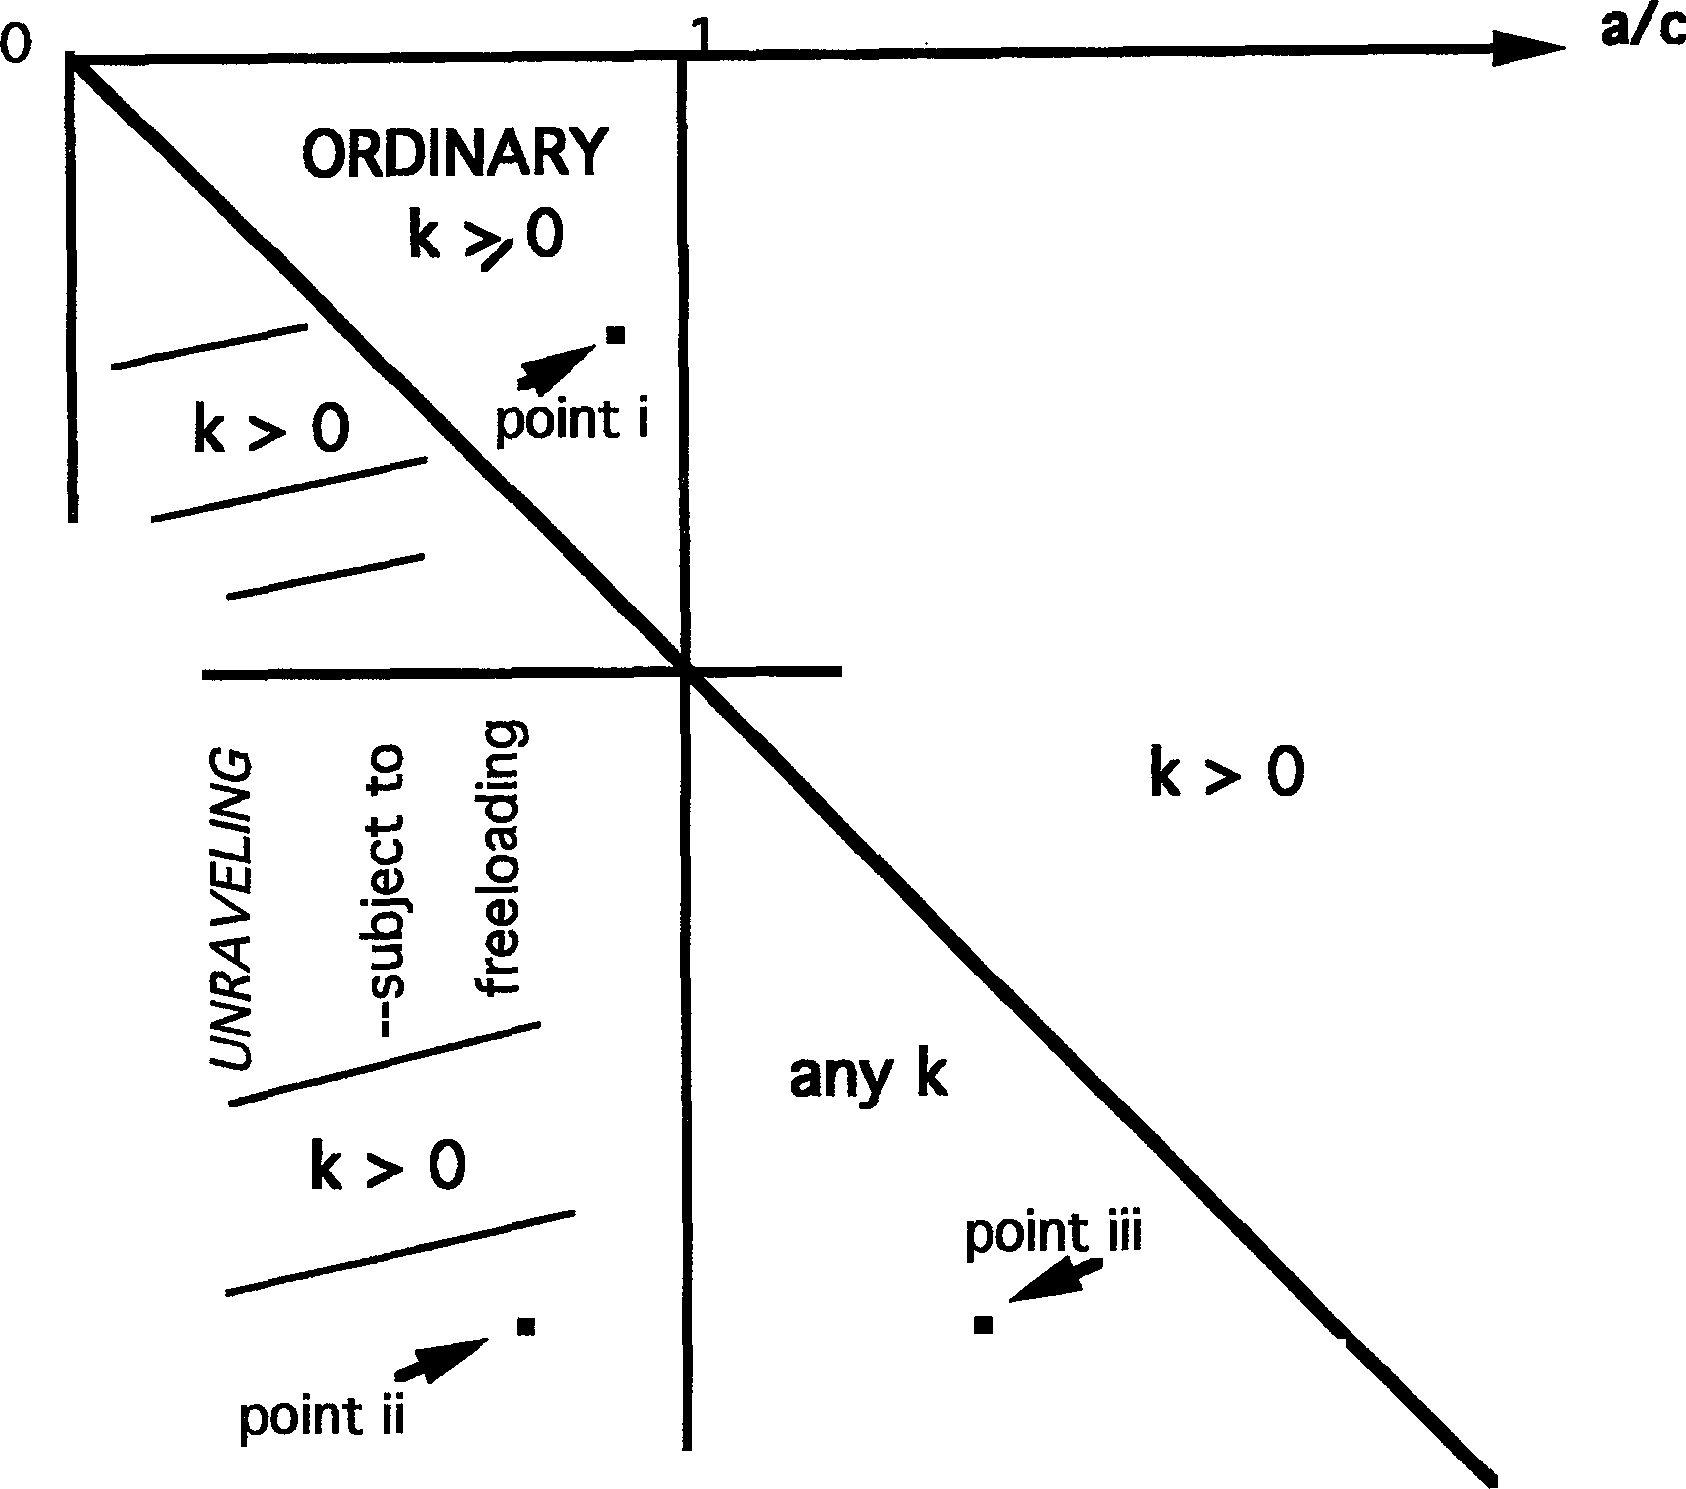 0
1
a/c
ORDINARY
k ⩾ 0
point i
k > 0
UNRAVELING
--subject to
freeloading
k > 0
any k
k > 0
point iii
point ii